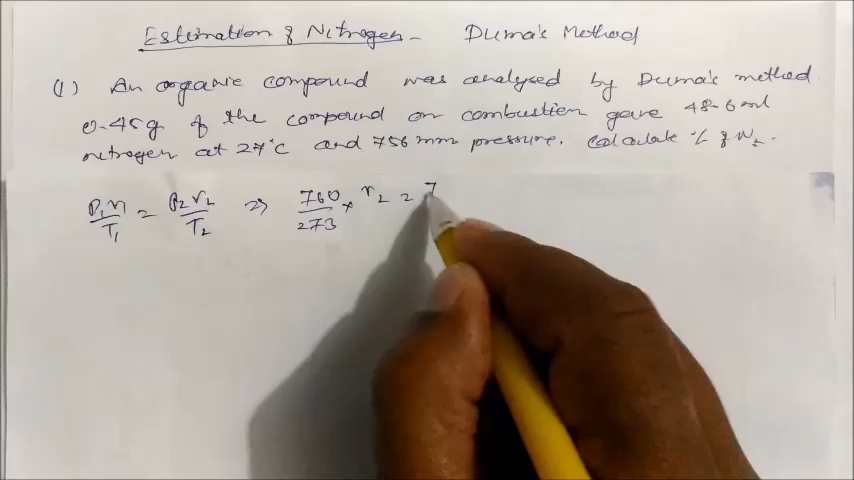 Estimation of Nitrogen - Duma's Method
(1) An organic compound was analysed by Duma's method.
0.45g of the compound on combustion gave 48.6 ml
nitrogen at 27°C and 756 mm pressure. Calculate % of N2.
P1V1/T1 = P2V2/T2 ⇒ 760/273 × V2 = 7